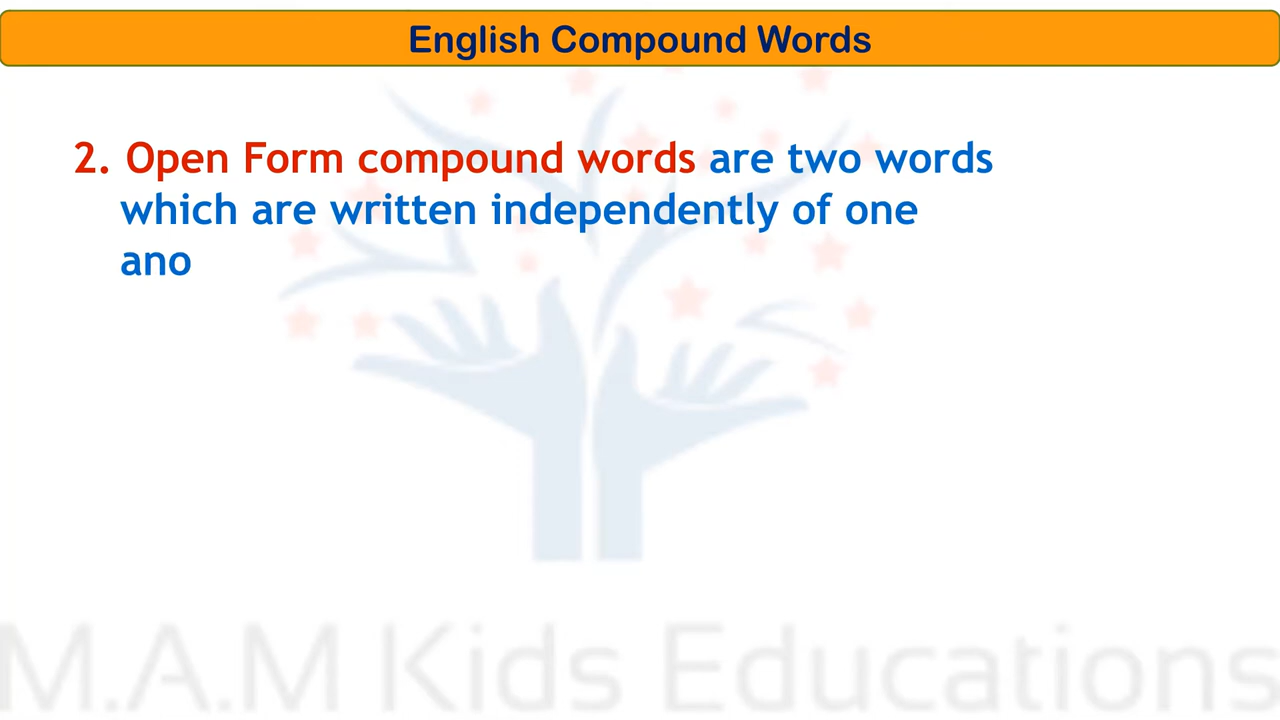 English Compound Words
2. Open Form compound words are two words
which are written independently of one
ano
M.A.M Kids Educations